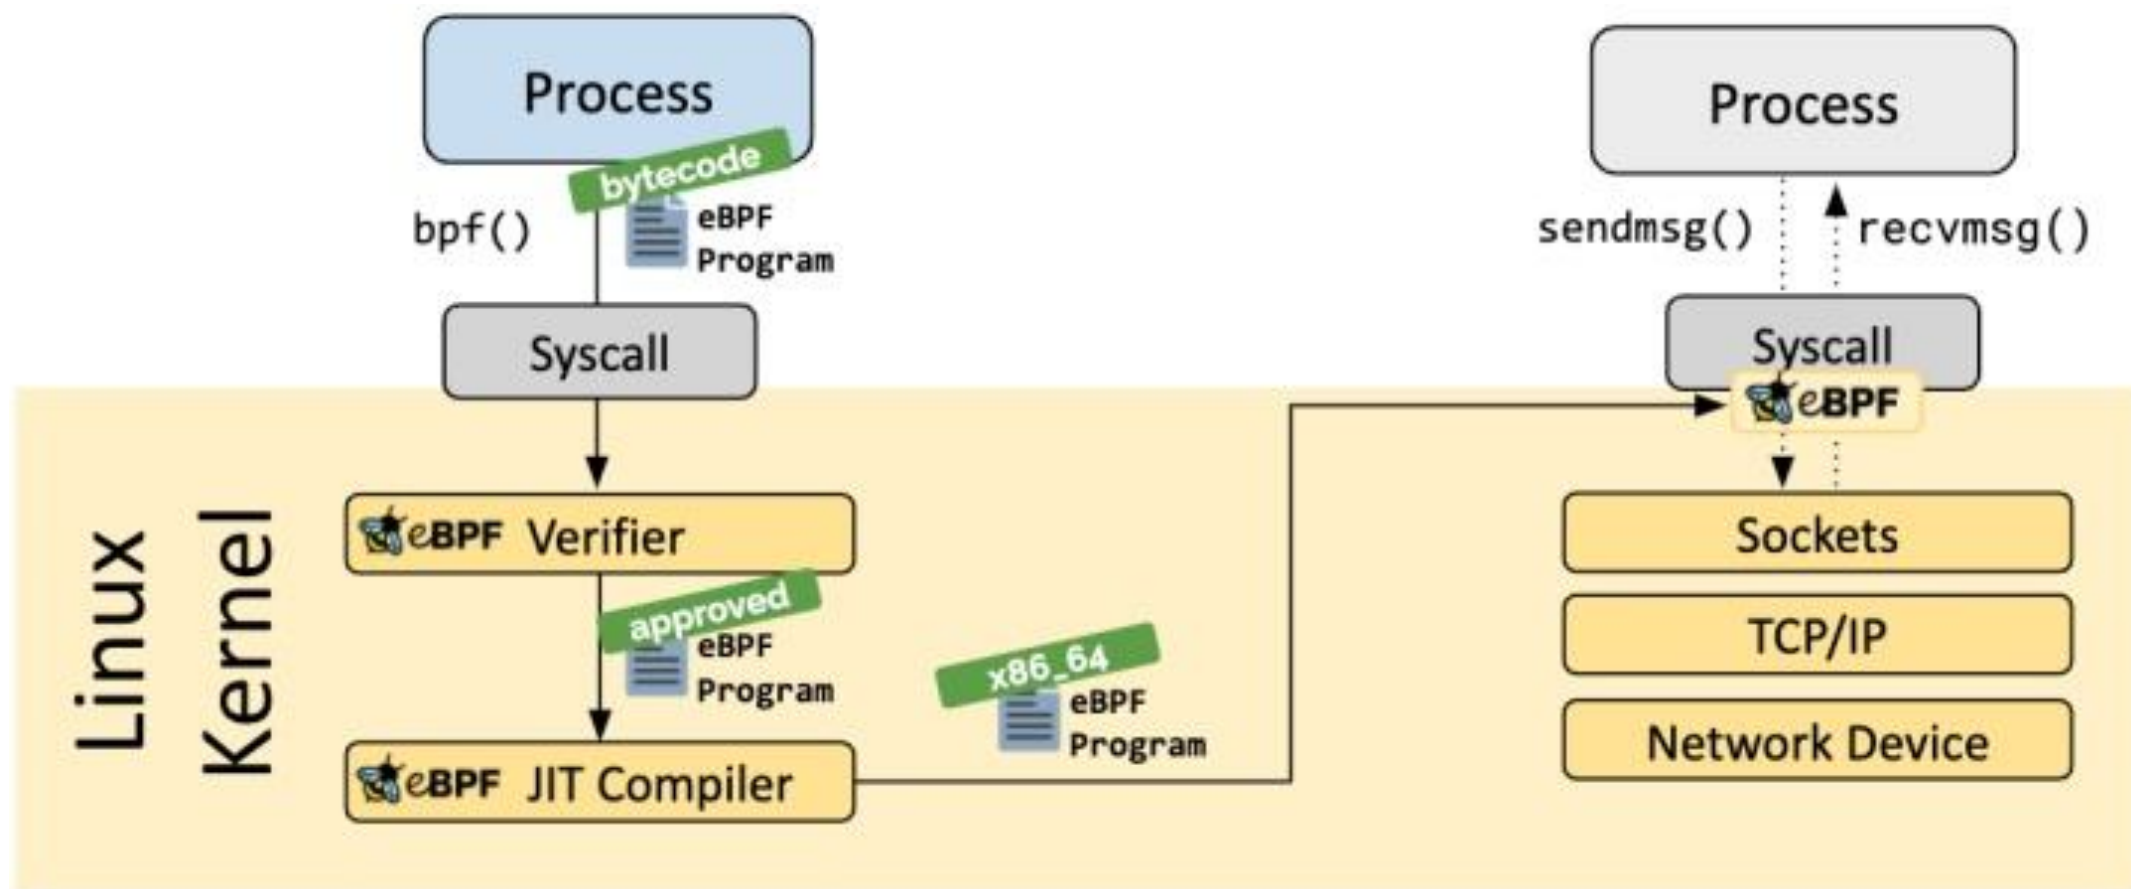 Process
bytecode
bpf()
eBPF
Program
Syscall
Linux
Kernel
eBPF Verifier
approved
eBPF
Program
eBPF JIT Compiler
x86_64
eBPF
Program
Process
sendmsg()
recvmsg()
Syscall
eBPF
Sockets
TCP/IP
Network Device